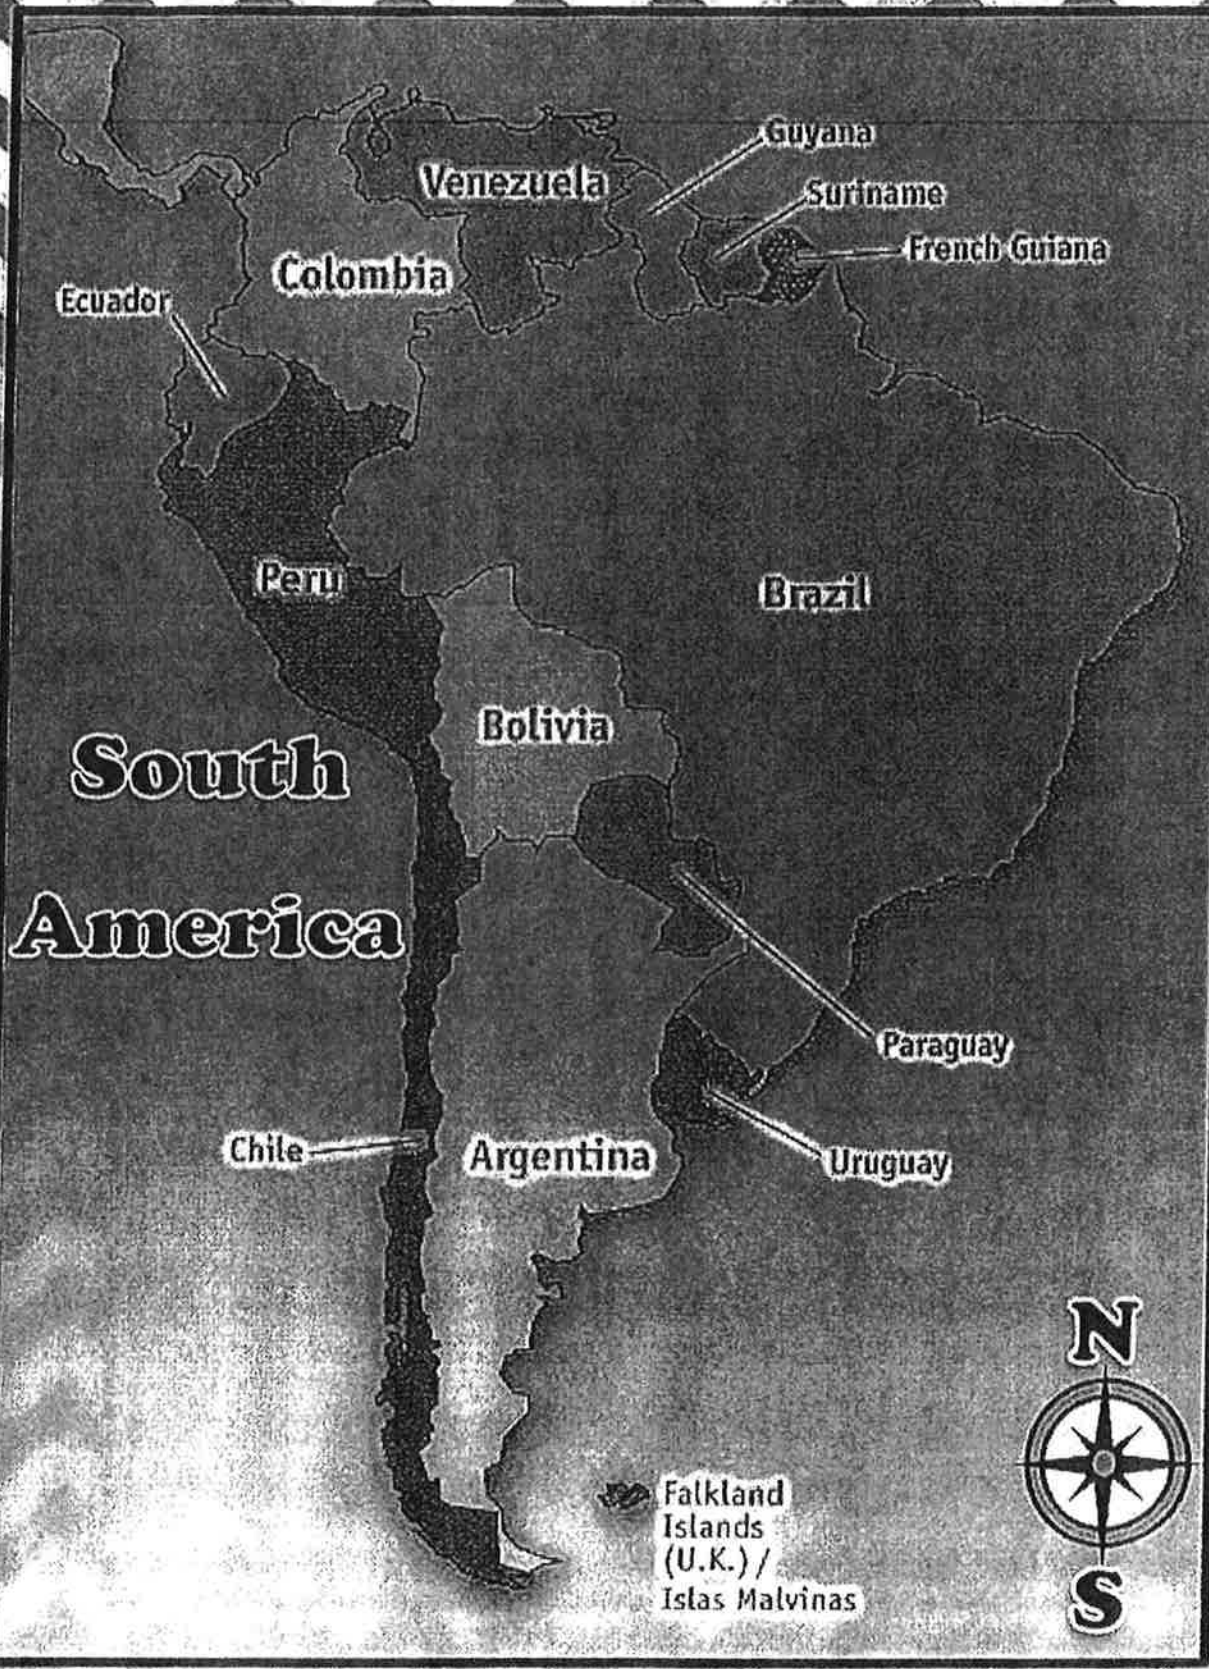 Guyana
Venezuela
Suriname
French Guiana
Colombia
Ecuador
Peru
Brazil
Bolivia
South
America
Paraguay
Chile
Argentina
Uruguay
N
Falkland
Islands
(U.K.) /
Islas Malvinas
S